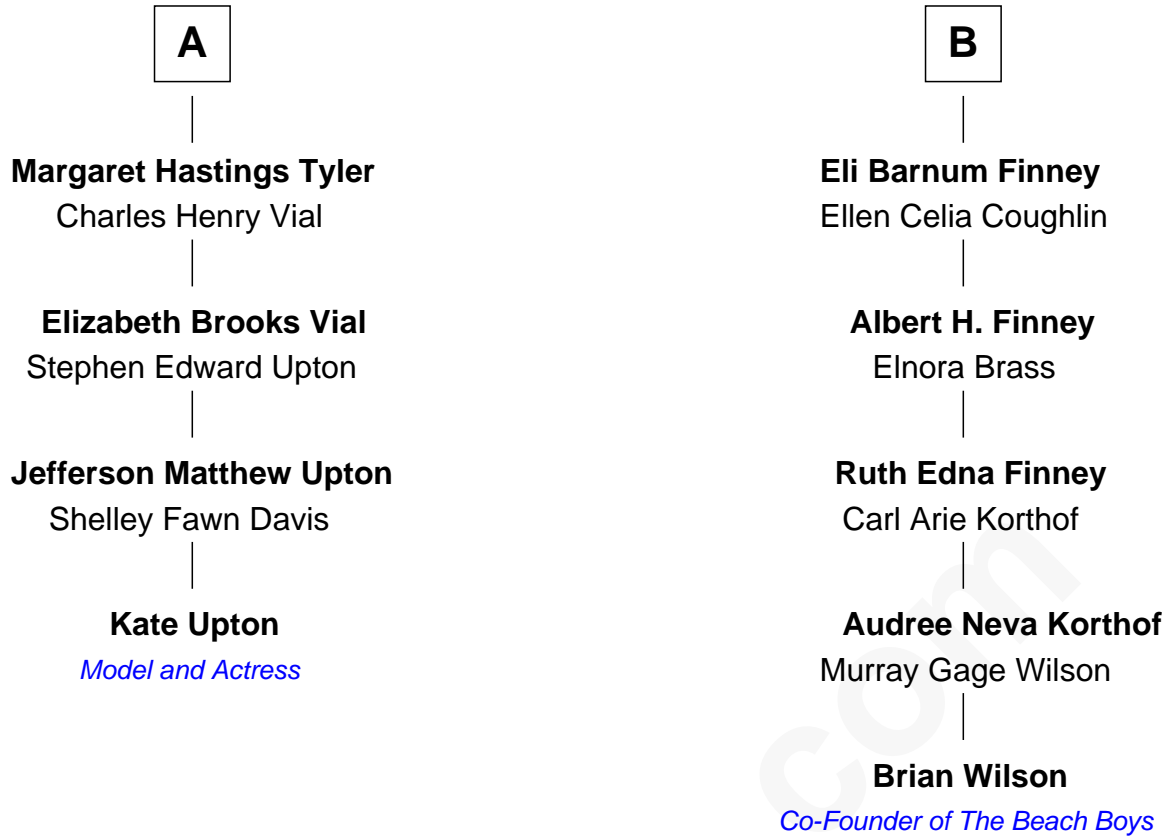 A
Margaret Hastings Tyler
Charles Henry Vial
Elizabeth Brooks Vial
Stephen Edward Upton
Jefferson Matthew Upton
Shelley Fawn Davis
Kate Upton
Model and Actress
B
Eli Barnum Finney
Ellen Celia Coughlin
Albert H. Finney
Elnora Brass
Ruth Edna Finney
Carl Arie Korthof
Audree Neva Korthof
Murray Gage Wilson
Brian Wilson
Co-Founder of The Beach Boys
com